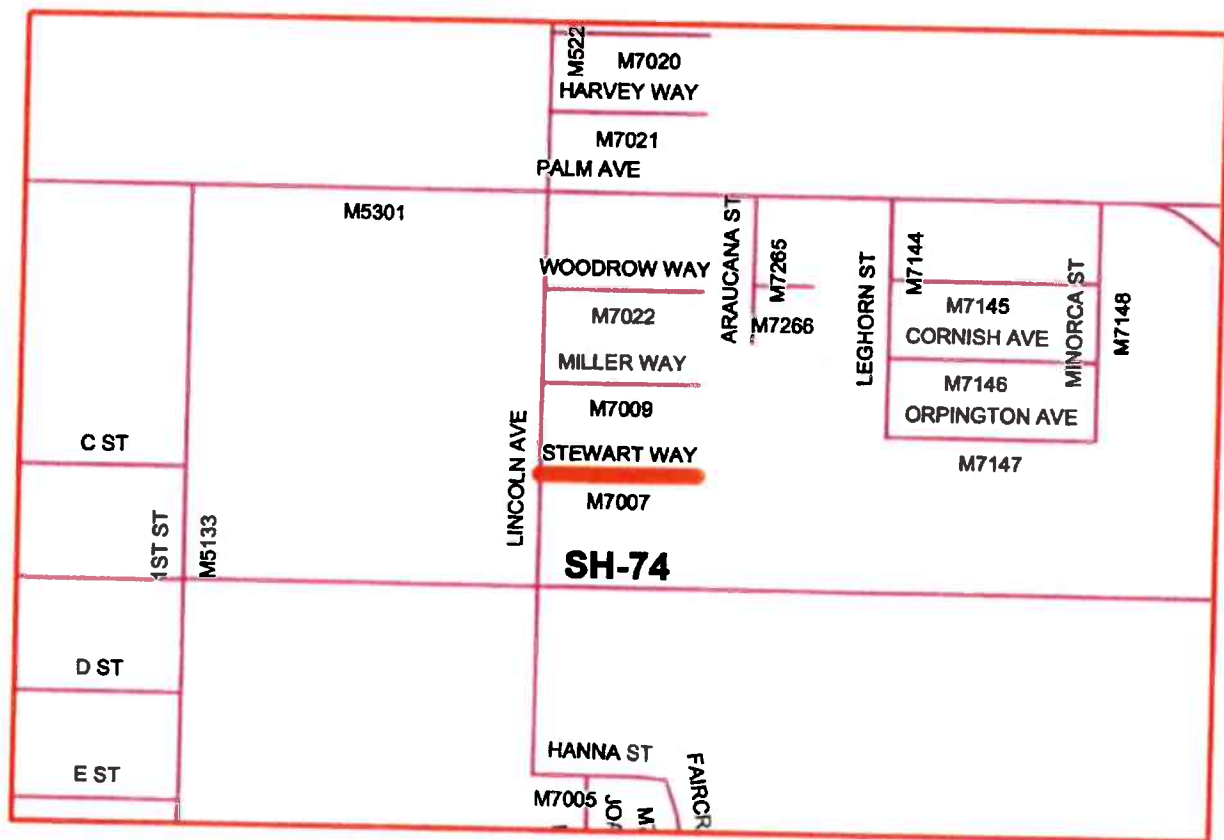 M522
M7020
HARVEY WAY
M7021
PALM AVE
M5301
WOODROW WAY
ARAUCANA ST
M7265
LEGHORN ST
M7144
MINORCA ST
M7148
M7145
M7022
M7266
CORNISH AVE
MILLER WAY
M7146
M7009
ORPINGTON AVE
LINCOLN AVE
C ST
STEWART WAY
M7147
M7007
1ST ST
M5133
SH-74
D ST
HANNA ST
FAIRCR
E ST
M7005